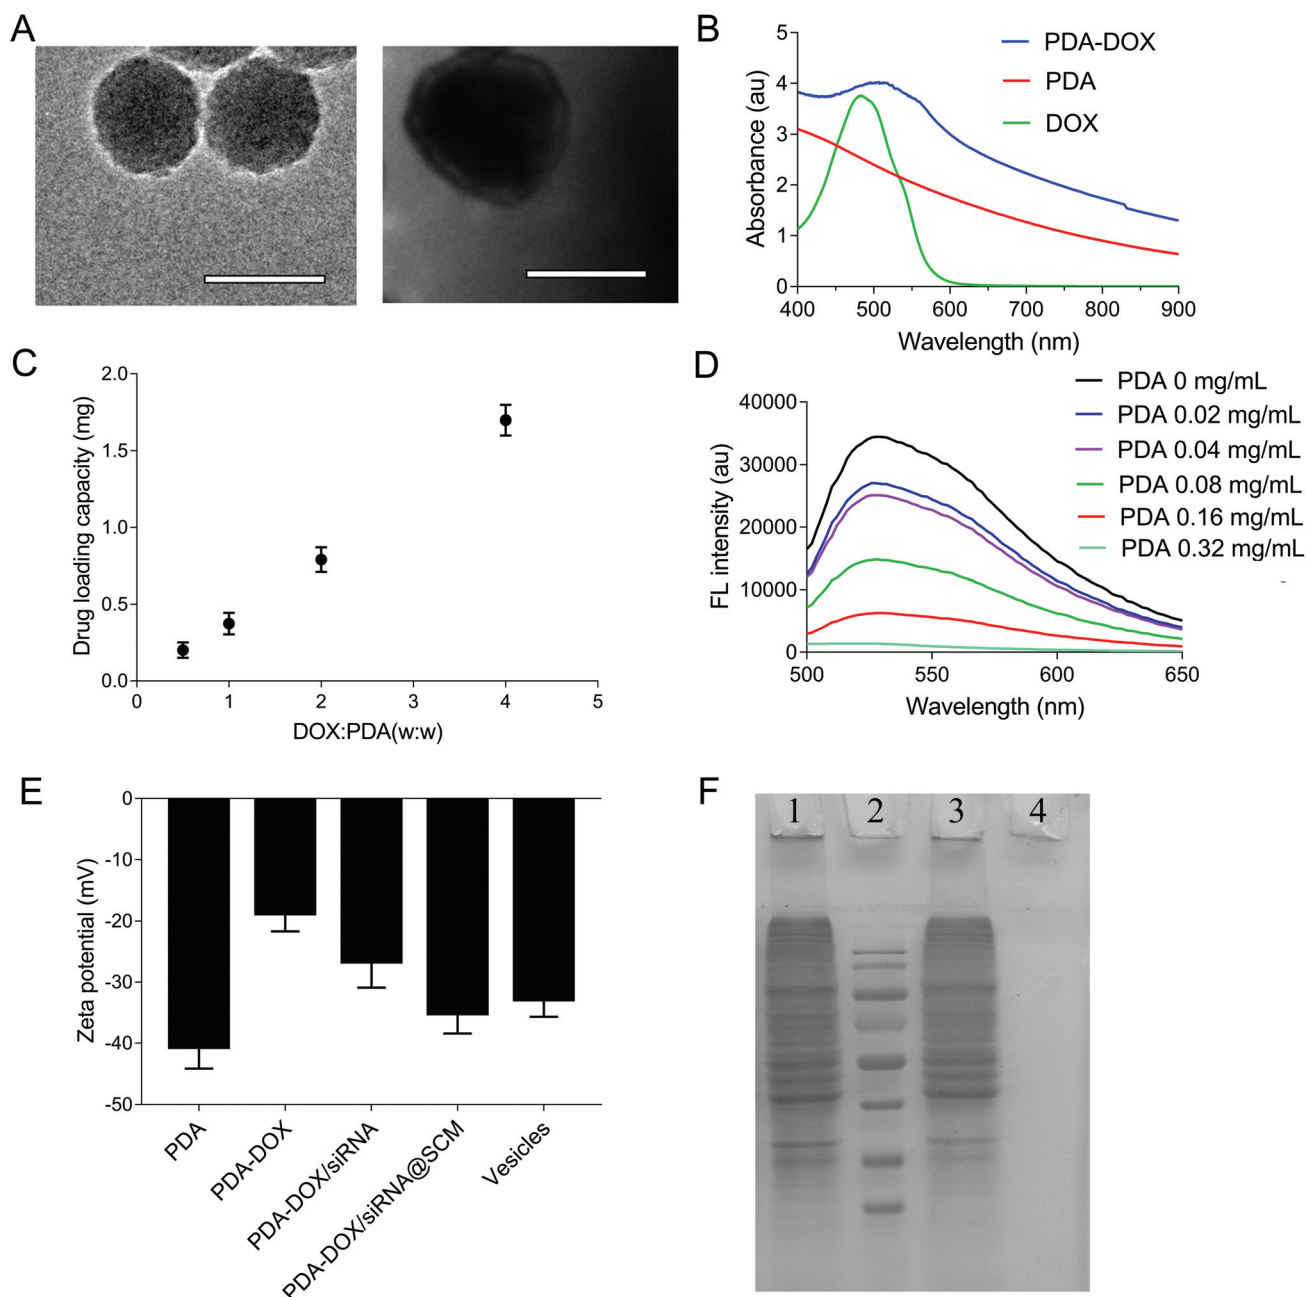 A
B
PDA-DOX
PDA
DOX
Absorbance (au)
5
4
3
2
1
0
400 500 600 700 800 900
Wavelength (nm)
C
Drug loading capacity (mg)
2.0
1.5
1.0
0.5
0.0
0 1 2 3 4 5
DOX:PDA(w:w)
D
PDA 0 mg/mL
PDA 0.02 mg/mL
PDA 0.04 mg/mL
PDA 0.08 mg/mL
PDA 0.16 mg/mL
PDA 0.32 mg/mL
FL intensity (au)
40000
30000
20000
10000
0
500 550 600 650
Wavelength (nm)
E
Zeta potential (mV)
0
-10
-20
-30
-40
-50
PDA
PDA-DOX
PDA-DOX/siRNA
PDA-DOX/siRNA@SCM
Vesicles
F
1 2 3 4